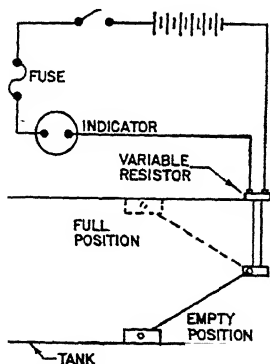 FUSE
INDICATOR
VARIABLE
RESISTOR
FULL
POSITION
EMPTY
POSITION
TANK